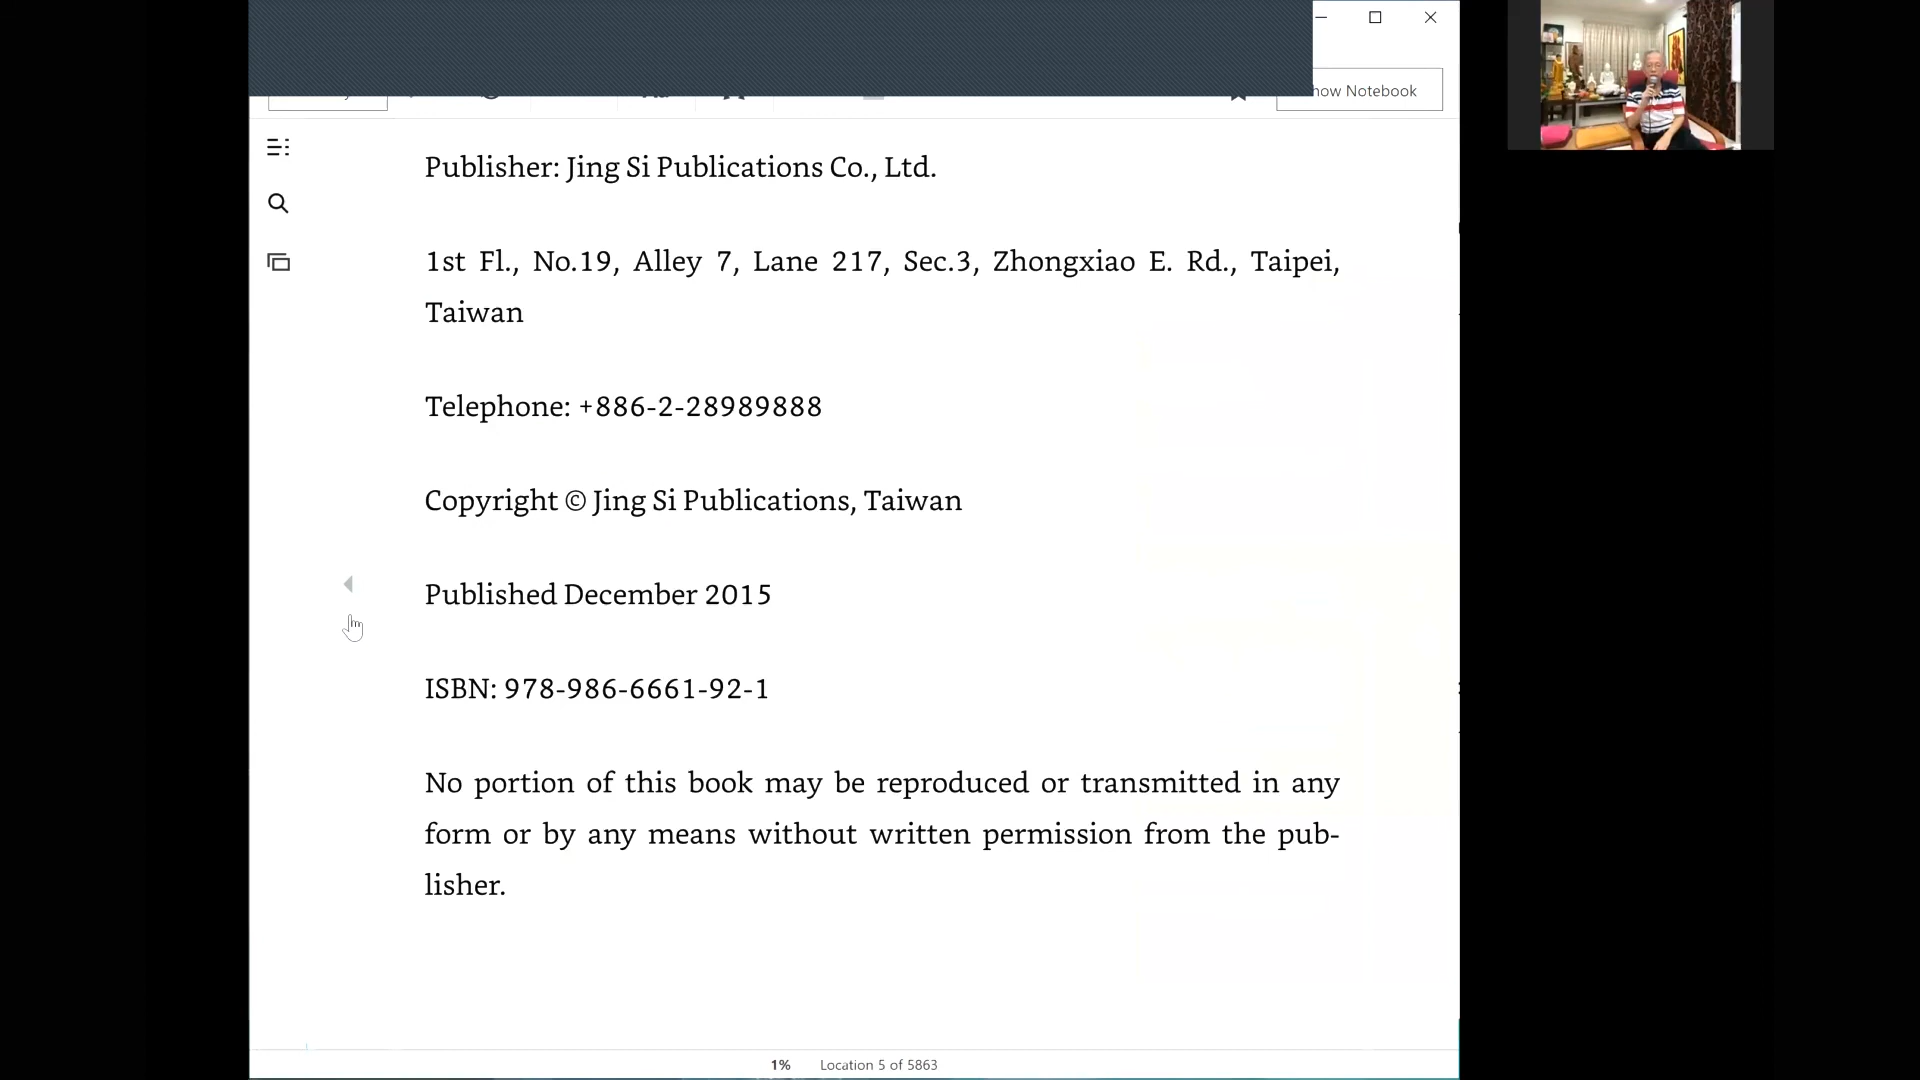 how Notebook
Publisher: Jing Si Publications Co., Ltd.
1st Fl., No.19, Alley 7, Lane 217, Sec.3, Zhongxiao E. Rd., Taipei,
Taiwan
Telephone: +886-2-28989888
Copyright © Jing Si Publications, Taiwan
Published December 2015
ISBN: 978-986-6661-92-1
No portion of this book may be reproduced or transmitted in any
form or by any means without written permission from the pub-
lisher.
1% Location 5 of 5863